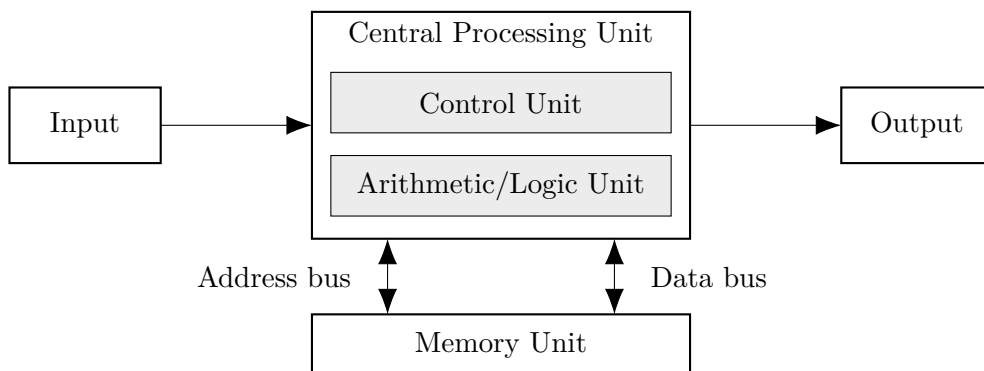 Central Processing Unit
Control Unit
Input
Output
Arithmetic/Logic Unit
Address bus
Data bus
Memory Unit